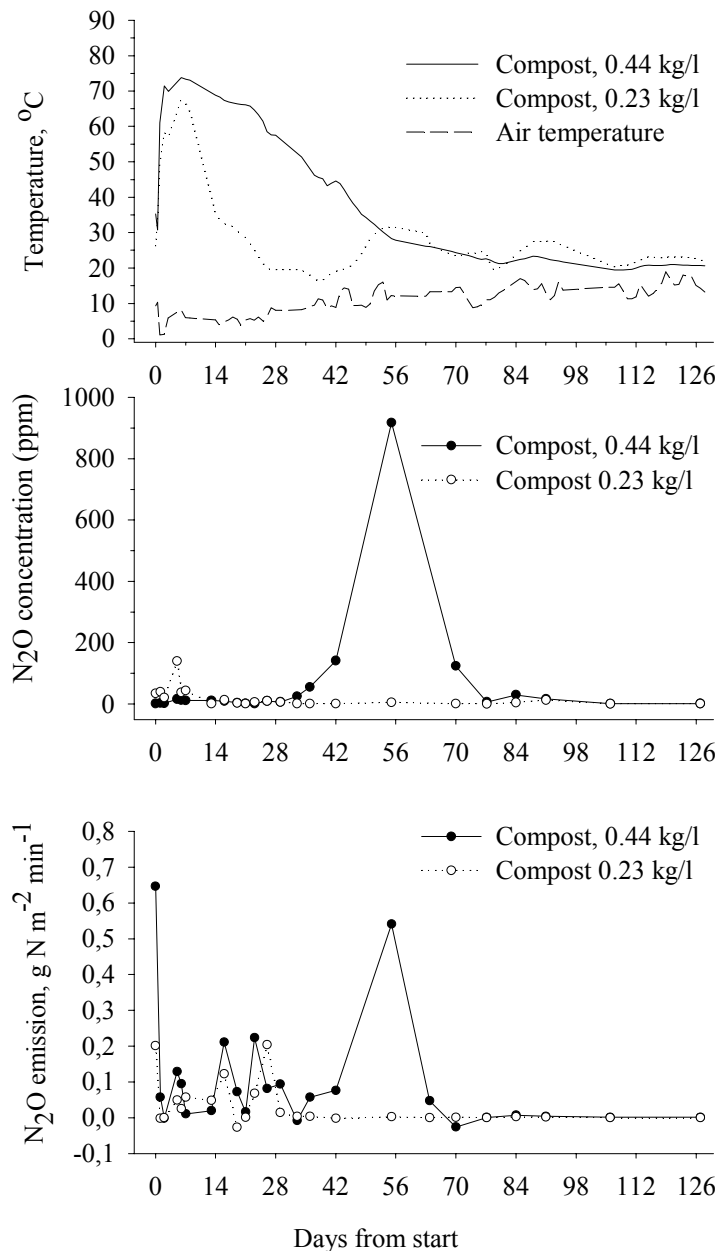 90
80
70
60
50
40
30
20
10
0
Temperature, °C
Compost, 0.44 kg/l
Compost, 0.23 kg/l
Air temperature
0 14 28 42 56 70 84 98 112 126
1000
800
600
400
200
0
N₂O concentration (ppm)
Compost, 0.44 kg/l
Compost 0.23 kg/l
0 14 28 42 56 70 84 98 112 126
0,8
0,7
0,6
0,5
0,4
0,3
0,2
0,1
0,0
-0,1
N₂O emission, g N m⁻² min⁻¹
Compost, 0.44 kg/l
Compost 0.23 kg/l
0 14 28 42 56 70 84 98 112 126
Days from start